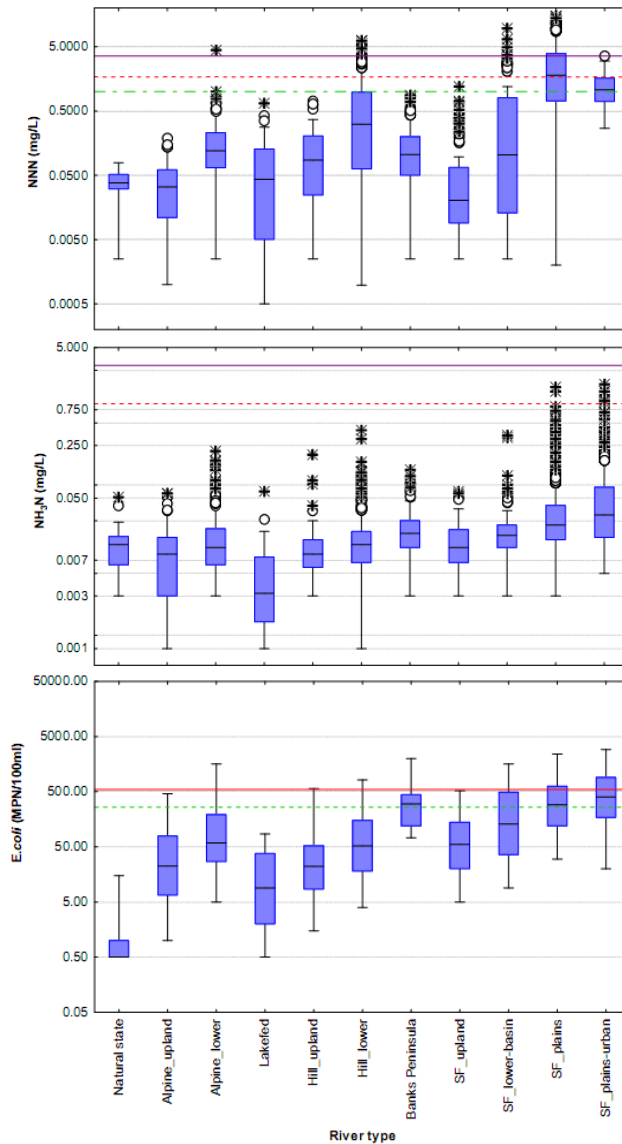 NNN (mg/L)
5.0000
0.5000
0.0500
0.0050
0.0005
NH3N (mg/L)
5.000
0.750
0.250
0.050
0.007
0.003
0.001
E.coli (MPN/100ml)
50000.00
5000.00
500.00
50.00
5.00
0.50
0.05
Natural state
Alpine_upland
Alpine_lower
Lakefed
Hill_upland
Hill_lower
Banks Peninsula
SF_upland
SF_lower-basin
SF_plains
SF_plains-urban
River type